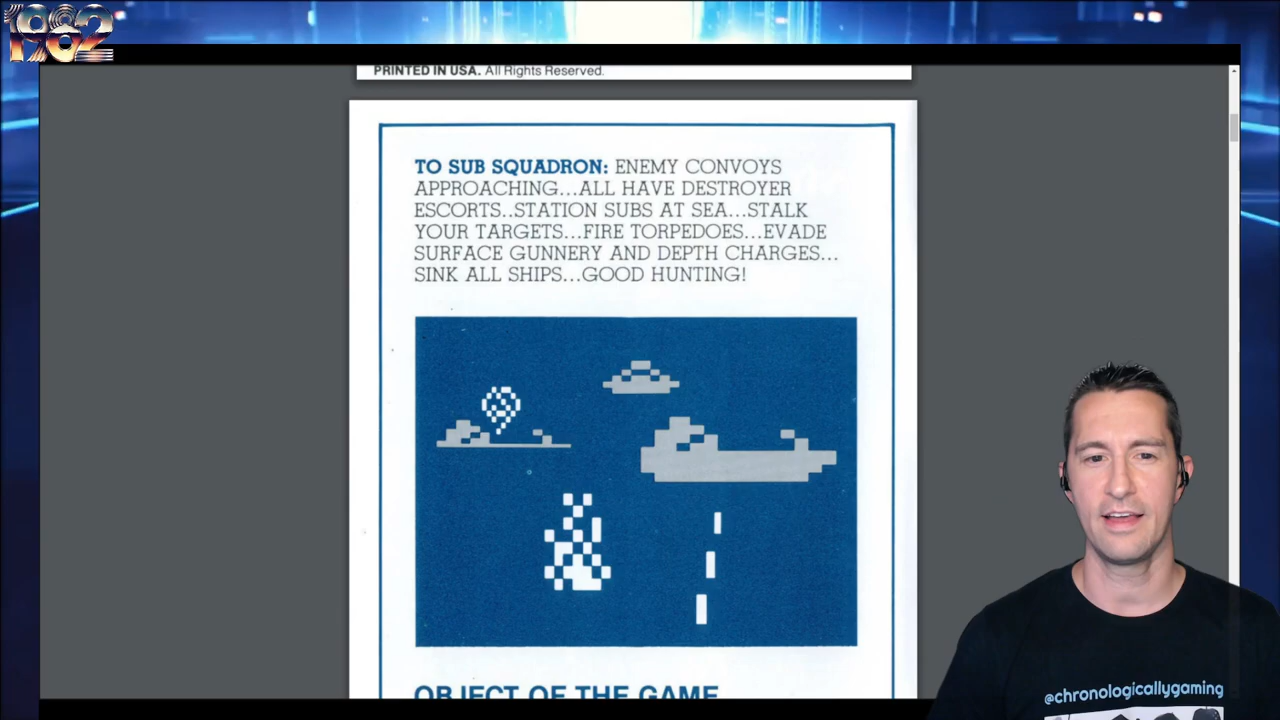 1982
PRINTED IN USA. All Rights Reserved.
TO SUB SQUADRON: ENEMY CONVOYS
APPROACHING...ALL HAVE DESTROYER
ESCORTS..STATION SUBS AT SEA...STALK
YOUR TARGETS...FIRE TORPEDOES...EVADE
SURFACE GUNNERY AND DEPTH CHARGES...
SINK ALL SHIPS...GOOD HUNTING!
OBJECT OF THE GAME
@chronologicallygaming